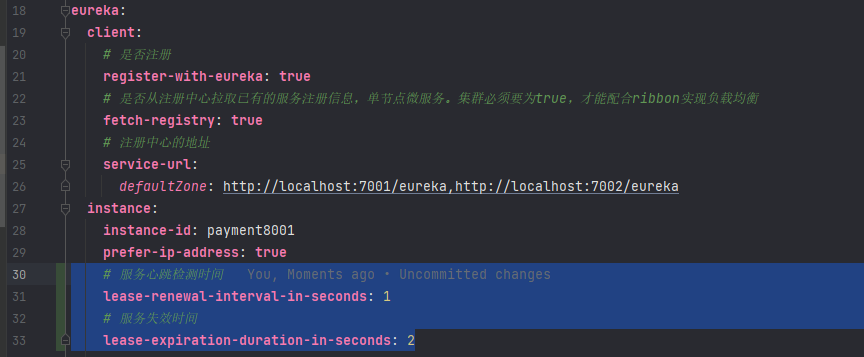 18 eureka:
19 client:
20 # 是否注册
21 register-with-eureka: true
22 # 是否从注册中心拉取已有的服务注册信息，单节点微服务。集群必须要为true，才能配合ribbon实现负载均衡
23 fetch-registry: true
24 # 注册中心的地址
25 service-url:
26 defaultZone: http://localhost:7001/eureka,http://localhost:7002/eureka
27 instance:
28 instance-id: payment8001
29 prefer-ip-address: true
30 # 服务心跳检测时间 You, Moments ago • Uncommitted changes
31 lease-renewal-interval-in-seconds: 1
32 # 服务失效时间
33 lease-expiration-duration-in-seconds: 2